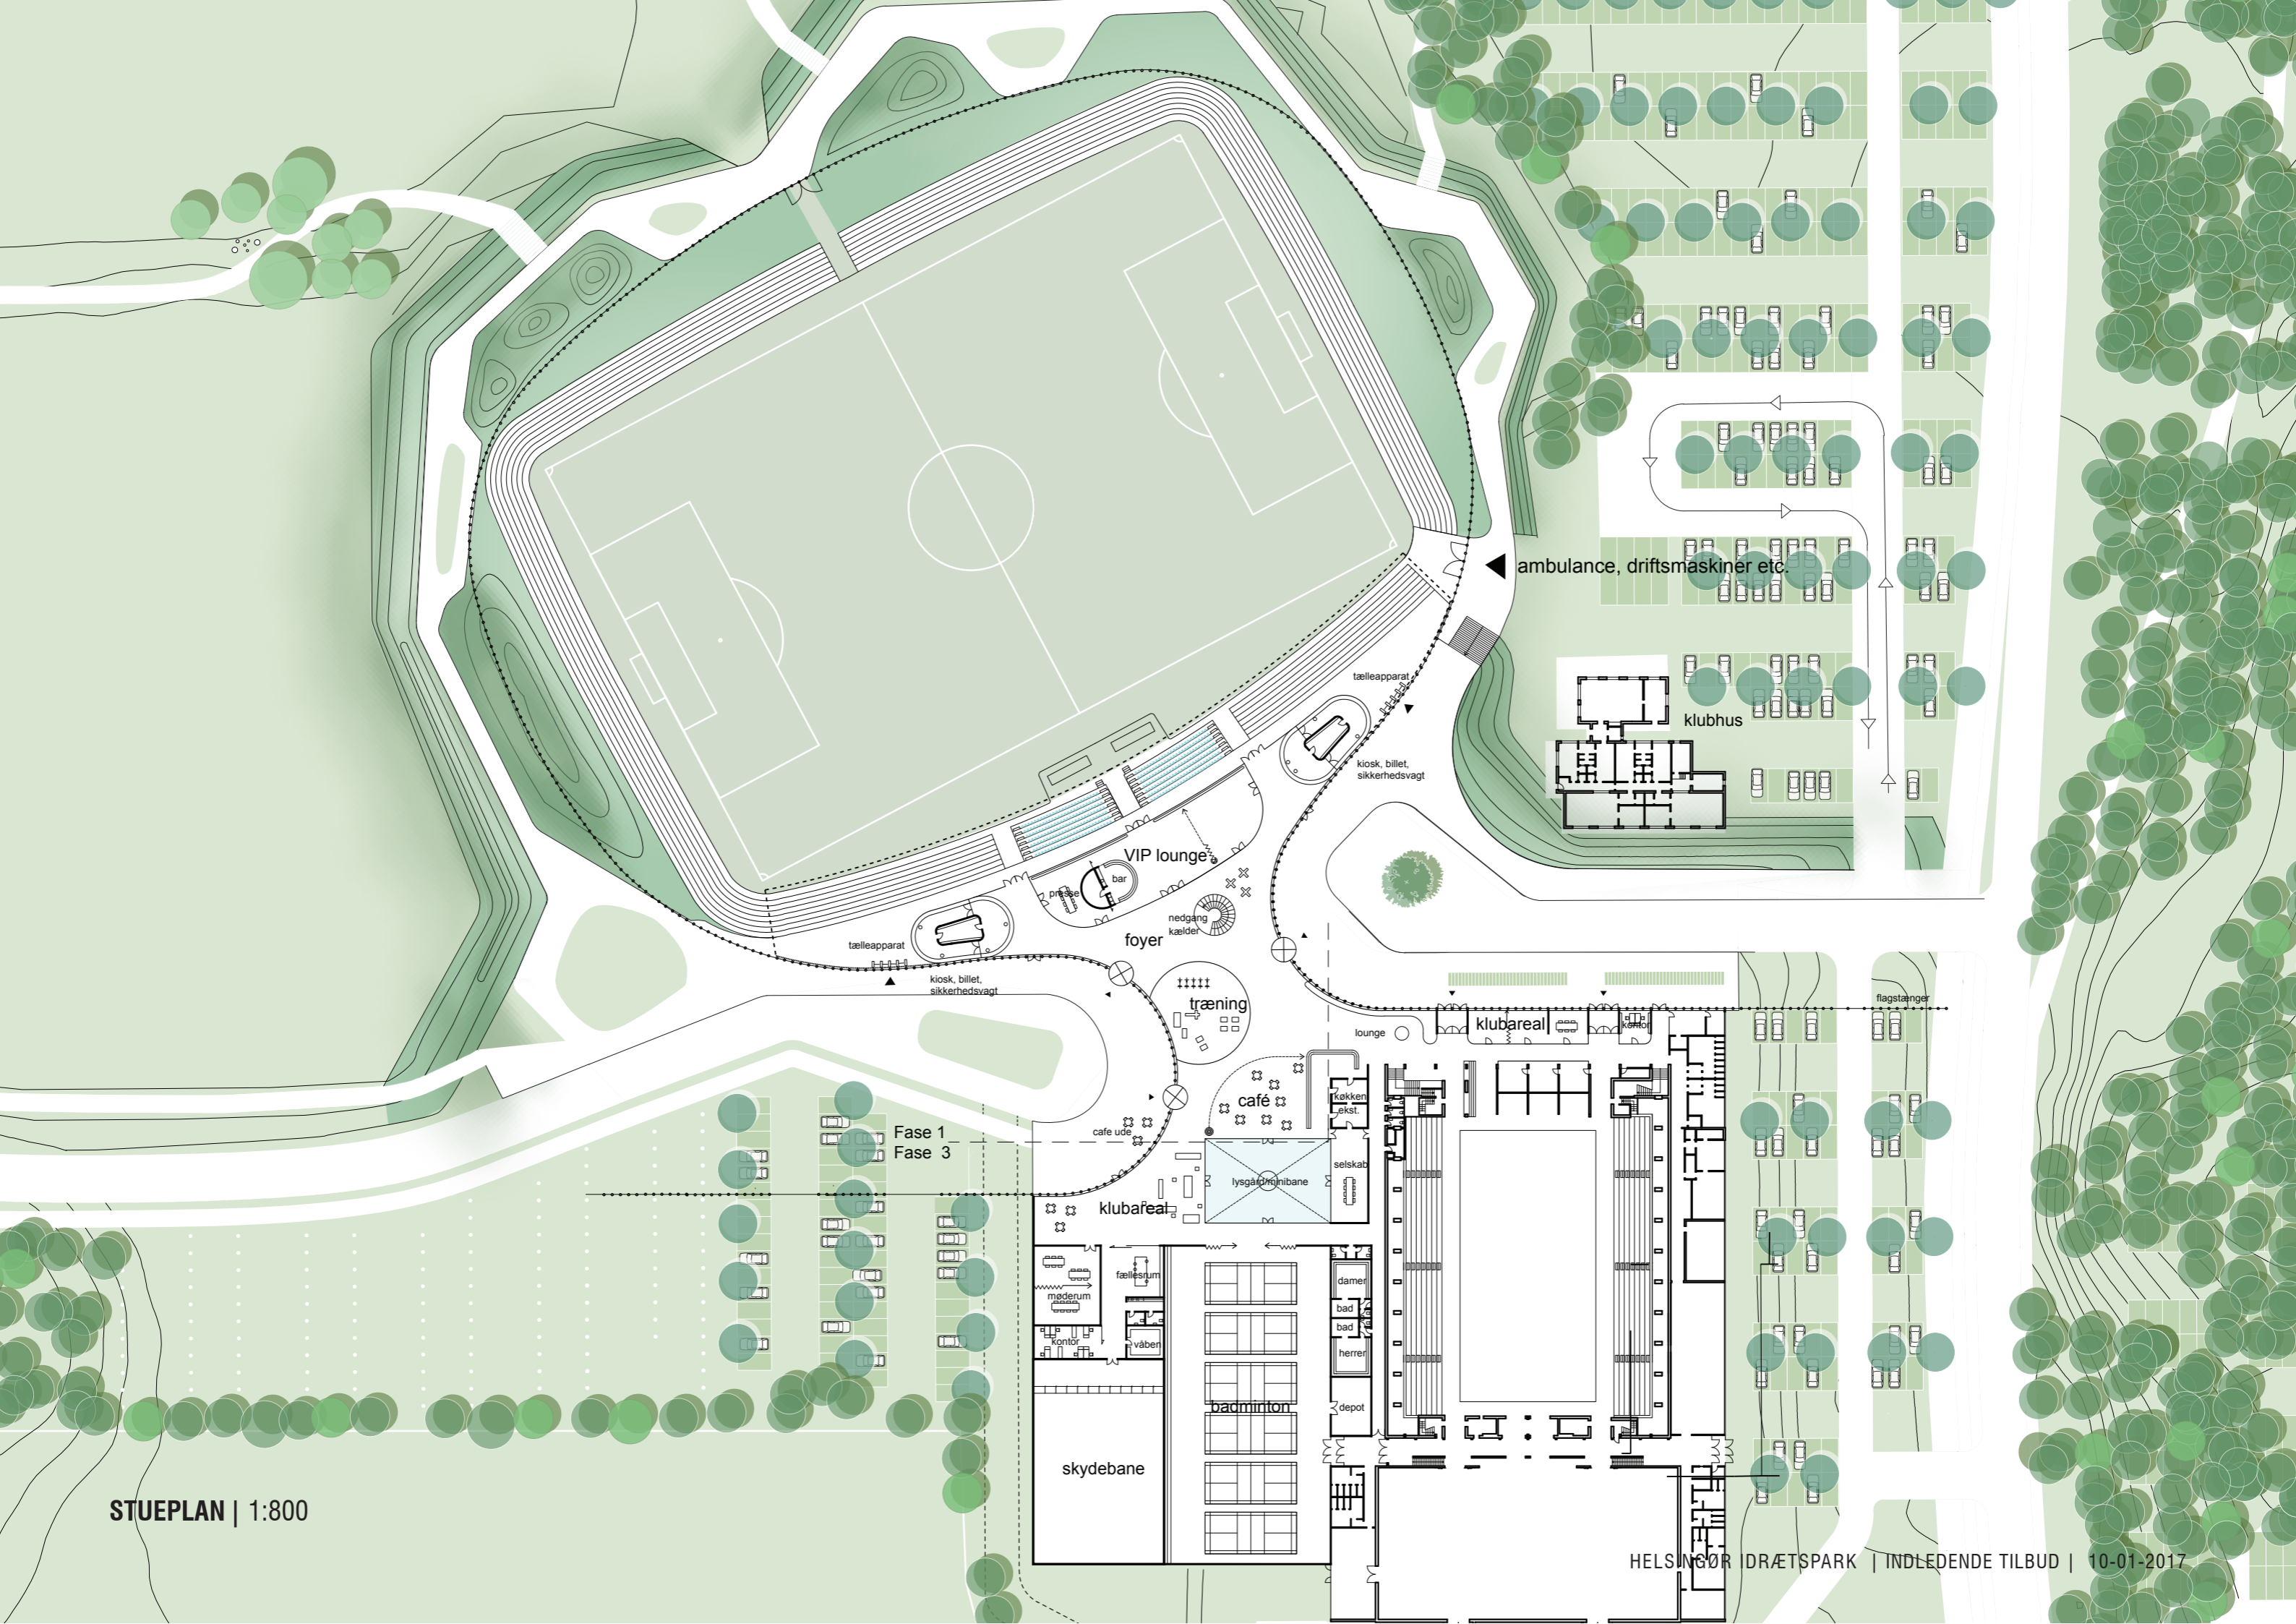 ambulance, driftsmaskiner etc.
tælleapparat
klubhus
kiosk, billet,
sikkerhedsvagt
VIP lounge
bar
presse
nedgang
kælder
foyer
tælleapparat
kiosk, billet,
sikkerhedsvagt
flagstænger
træning
lounge
klubareal
kontor
køkken
ekst.
café
cafe ude
Fase 1
Fase 3
selskab
lysgård/minibane
klubareal
fællesrum
møderum
damer
bad
bad
kontor
våben
herrer
badminton
depot
skydebane
STUEPLAN | 1:800
HELSINGØR IDRÆTSPARK | INDLEDENDE TILBUD | 10-01-2017